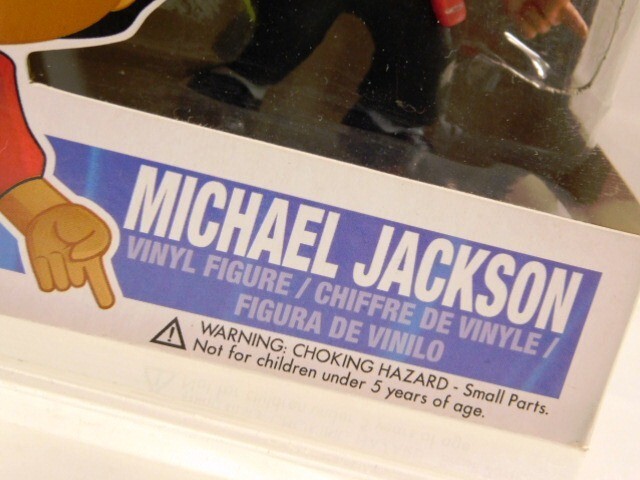 MICHAEL JACKSON
VINYL FIGURE / CHIFFRE DE VINYLE /
FIGURA DE VINILO
WARNING: CHOKING HAZARD - Small Parts.
Not for children under 5 years of age.